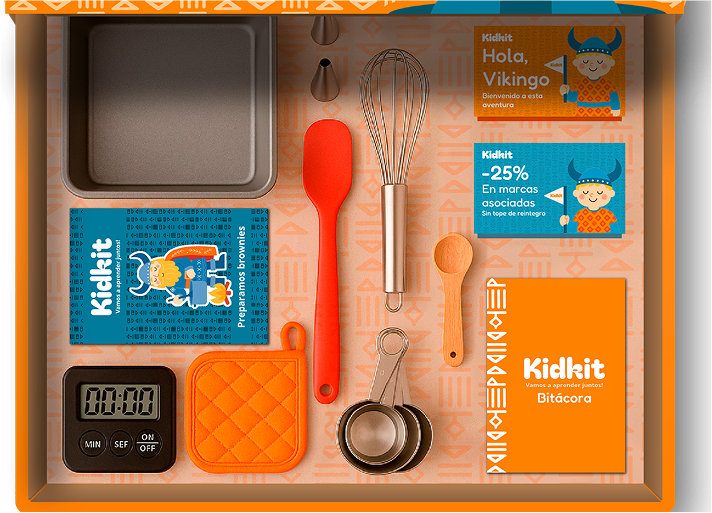 Kidkit
Hola,
Vikingo
Bienvenido a esta
aventura
Kidkit
-25%
En marcas
asociadas
Sin tope de reintegro
Kidkit
Vamos a aprender juntos!
Preparamos brownies
Kidkit
Vamos a aprender juntos!
Bitácora
00:00
MIN
SEF
ON
OFF